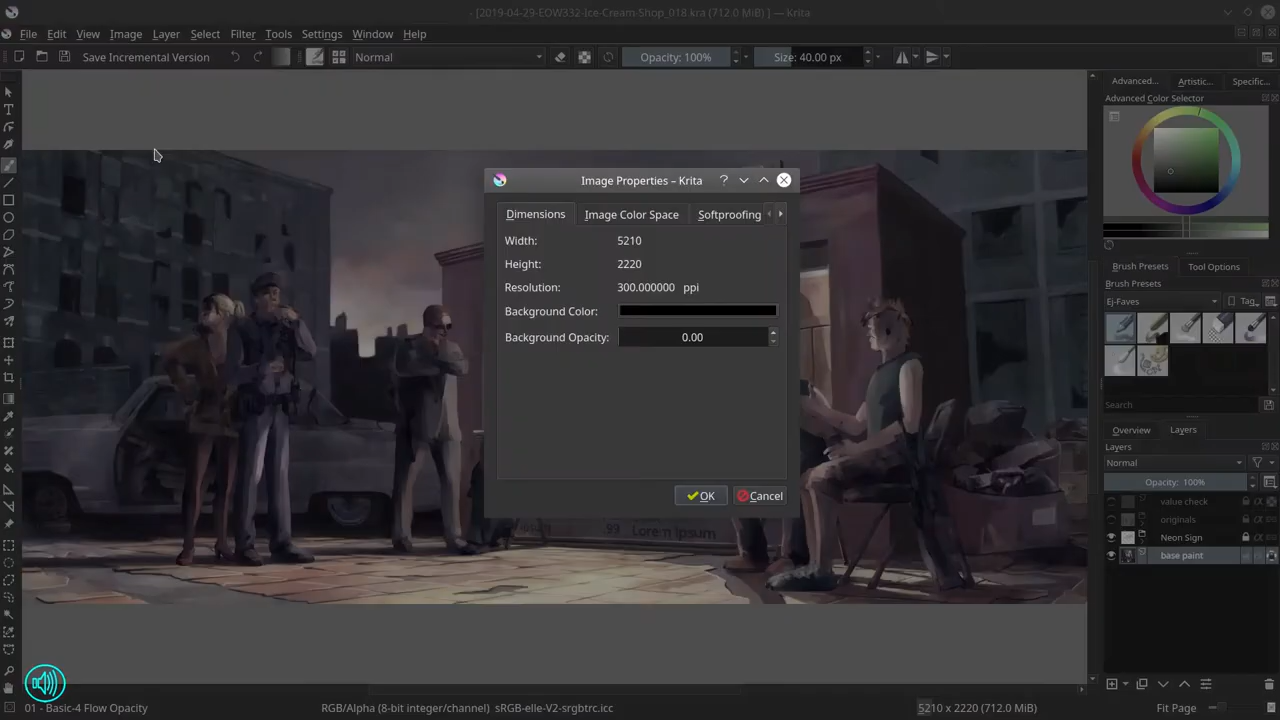 - [2019-04-29-EOW332-Ice-Cream-Shop_018 kra (712.0 MiB) ] — Krita
File Edit View Image Layer Select Filter Tools Settings Window Help
Save Incremental Version Normal Opacity: 100% Size: 40.00 px
Advanced... Artistic... Specific...
Advanced Color Selector
Image Properties – Krita
Dimensions Image Color Space Softproofing
Width: 5210
Height: 2220
Resolution: 300.000000 ppi
Background Color:
Background Opacity: 0.00
OK Cancel
.99 Lorem Ipsum
Brush Presets Tool Options
Brush Presets
Ej-Faves Tag
Search
Overview Layers
Layers
Normal
Opacity: 100%
value check
originals
Neon Sign
base paint
01 - Basic-4 Flow Opacity RGB/Alpha (8-bit integer/channel) sRGB-elle-V2-srgbtrc.icc 5210 x 2220 (712.0 MiB) Fit Page